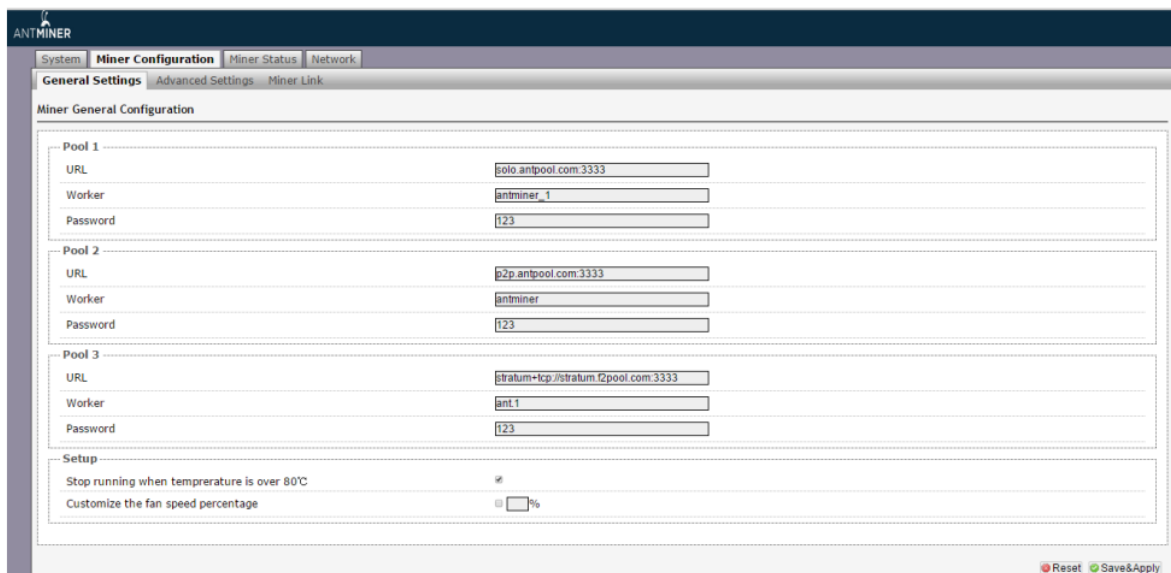 ANTMINER
System Miner Configuration Miner Status Network
General Settings Advanced Settings Miner Link
Miner General Configuration
Pool 1
URL solo.antpool.com:3333
Worker antminer_1
Password 123
Pool 2
URL p2p.antpool.com:3333
Worker antminer
Password 123
Pool 3
URL stratum+tcp://stratum.f2pool.com:3333
Worker ant.1
Password 123
Setup
Stop running when temprerature is over 80℃
Customize the fan speed percentage %
Reset Save&Apply